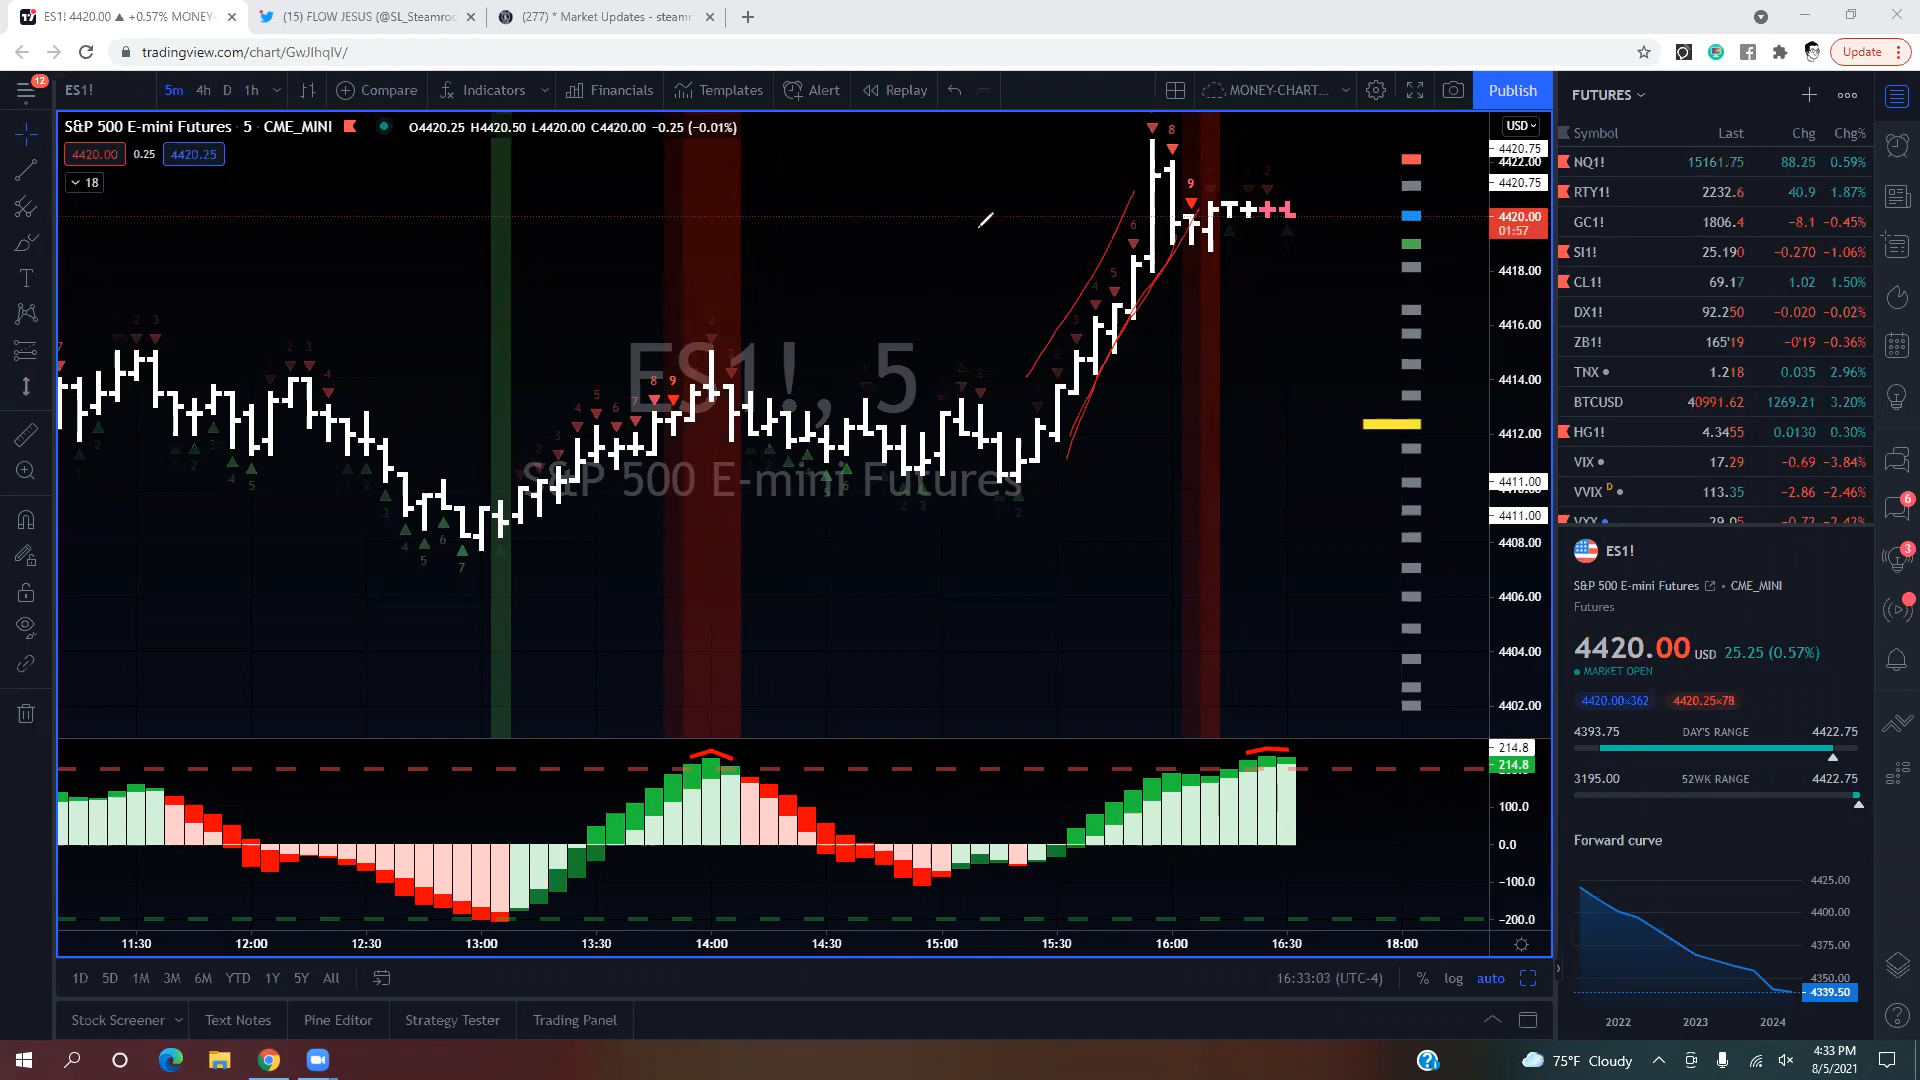 ES1! 4420.00 ▲ +0.57% MONEY-
(15) FLOW JESUS (@SL_Steamroo
(277) * Market Updates - steamr
tradingview.com/chart/GwJIhqIV/
Update
12
ES1!
5m 4h D 1h
Compare
Indicators
Financials
Templates
Alert
Replay
MONEY-CHART...
Publish
S&P 500 E-mini Futures · 5 · CME_MINI
O4420.25 H4420.50 L4420.00 C4420.00 −0.25 (−0.01%)
4420.00 0.25 4420.25
18
ES1!, 5
S&P 500 E-mini Futures
USD
4420.75
4422.00
4420.75
4420.00
01:57
4418.00
4416.00
4414.00
4412.00
4411.00
4411.00
4408.00
4406.00
4404.00
4402.00
214.8
214.8
100.0
0.0
−100.0
−200.0
11:30 12:00 12:30 13:00 13:30 14:00 14:30 15:00 15:30 16:00 16:30 18:00
1D 5D 1M 3M 6M YTD 1Y 5Y All
16:33:03 (UTC-4) % log auto
Stock Screener Text Notes Pine Editor Strategy Tester Trading Panel
FUTURES
Symbol Last Chg Chg%
NQ1! 15161.75 88.25 0.59%
RTY1! 2232.6 40.9 1.87%
GC1! 1806.4 −8.1 −0.45%
SI1! 25.190 −0.270 −1.06%
CL1! 69.17 1.02 1.50%
DX1! 92.250 −0.020 −0.02%
ZB1! 165'19 −0'19 −0.36%
TNX 1.218 0.035 2.96%
BTCUSD 40991.62 1269.21 3.20%
HG1! 4.3455 0.0130 0.30%
VIX 17.29 −0.69 −3.84%
VVIX D 113.35 −2.86 −2.46%
VXX 29.05 −0.72 −2.42%
ES1!
S&P 500 E-mini Futures • CME_MINI
Futures
4420.00 USD 25.25 (0.57%)
MARKET OPEN
4420.00×362 4420.25×78
4393.75 DAY'S RANGE 4422.75
3195.00 52WK RANGE 4422.75
Forward curve
4425.00
4400.00
4375.00
4350.00
4339.50
2022 2023 2024
6
3
75°F Cloudy
4:33 PM
8/5/2021